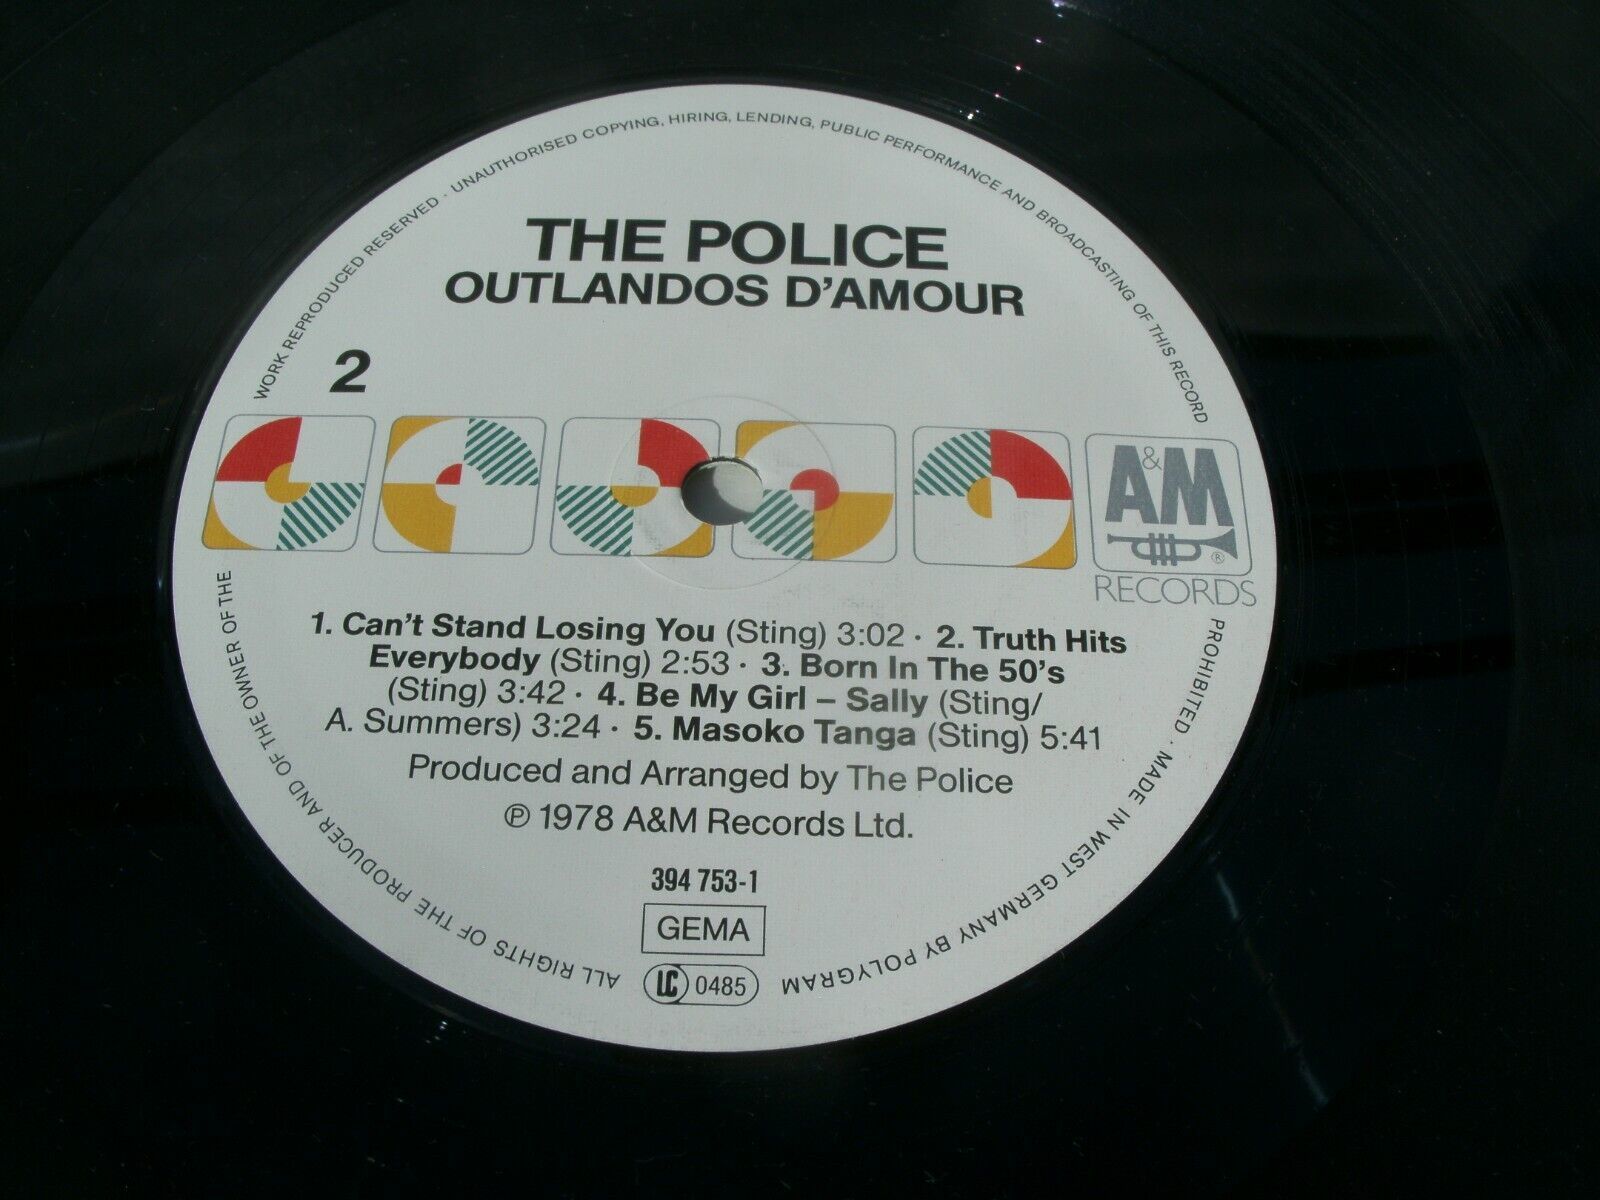 WORK REPRODUCED RESERVED · UNAUTHORISED COPYING, HIRING, LENDING, PUBLIC PERFORMANCE AND BROADCASTING OF THIS RECORD
THE POLICE
OUTLANDOS D'AMOUR
2
A&M
®
RECORDS
1. Can't Stand Losing You (Sting) 3:02 · 2. Truth Hits
Everybody (Sting) 2:53 · 3. Born In The 50's
(Sting) 3:42 · 4. Be My Girl – Sally (Sting/
A. Summers) 3:24 · 5. Masoko Tanga (Sting) 5:41
Produced and Arranged by The Police
℗ 1978 A&M Records Ltd.
394 753-1
GEMA
LC 0485
ALL RIGHTS OF THE PRODUCER AND OF THE OWNER OF THE
PROHIBITED · MADE IN WEST GERMANY BY POLYGRAM